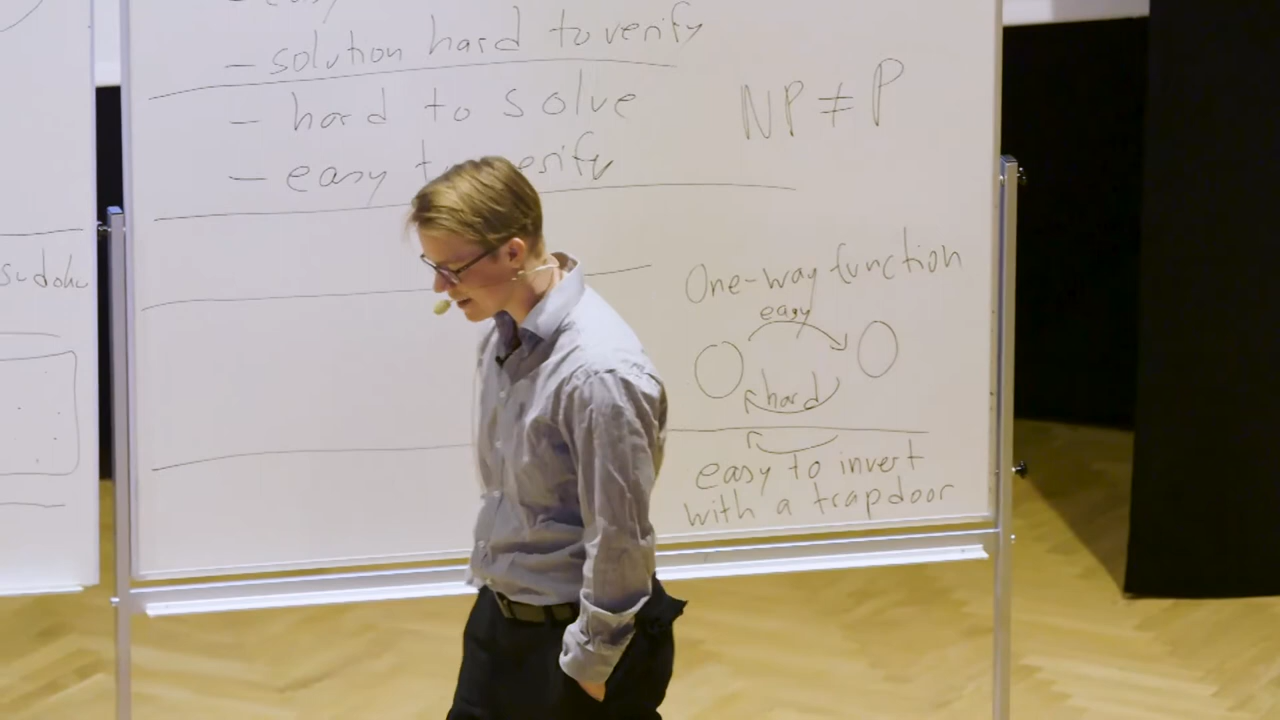 sudoku
- easy
- solution hard to verify
- hard to solve
- easy to verify
NP ≠ P
One-way function
easy
hard
easy to invert
with a trapdoor